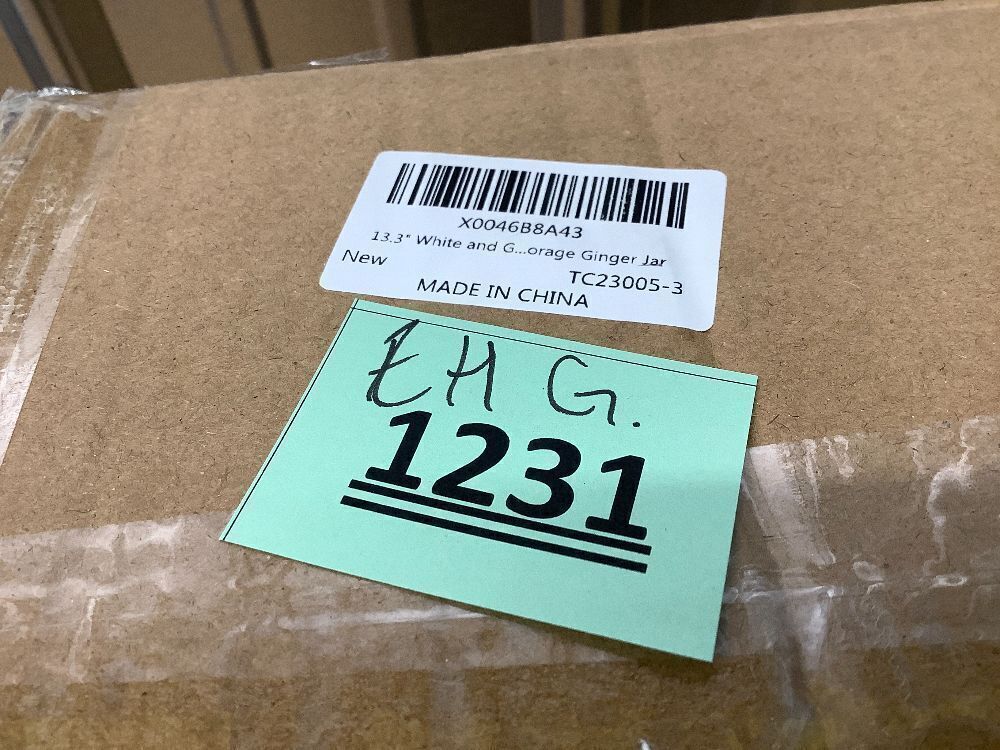 X0046B8A43
13.3" White and G...orage Ginger Jar
New TC23005-3
MADE IN CHINA
EH G.
1231